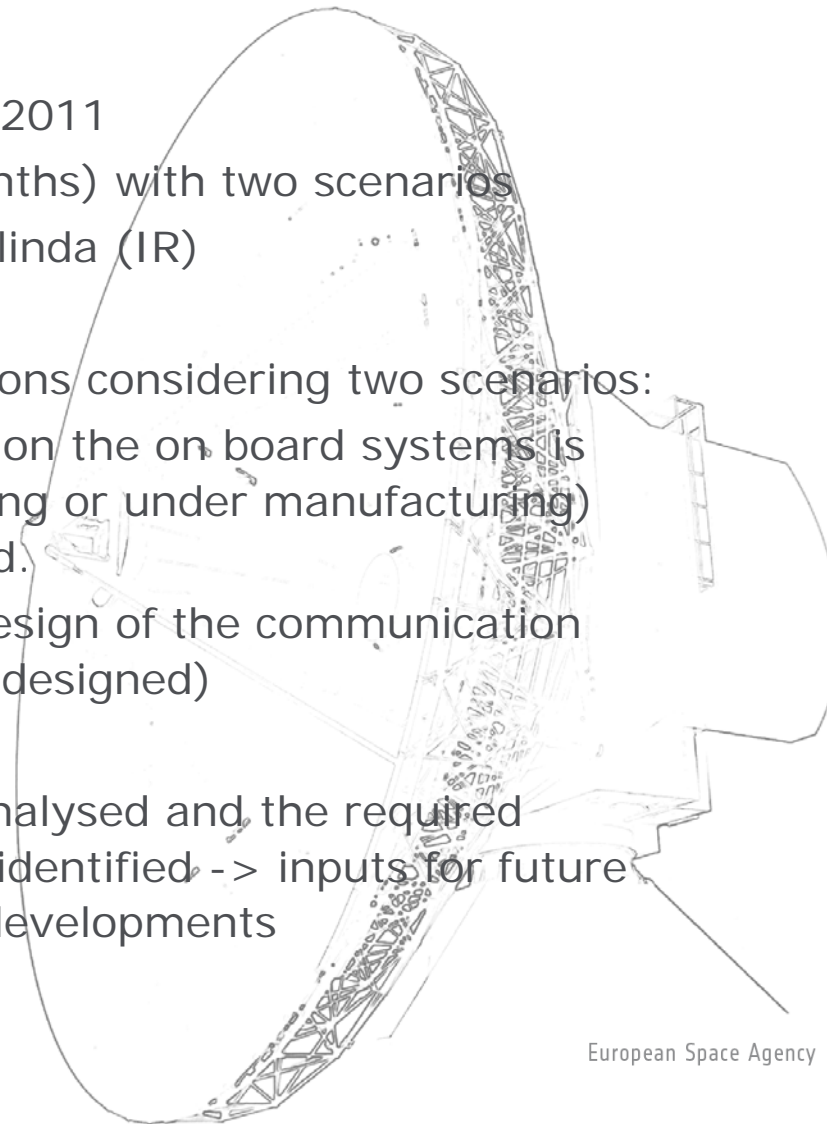 2011
nths) with two scenarios
linda (IR)
ons considering two scenarios:
on the on board systems is
ng or under manufacturing)
d.
esign of the communication
designed)
nalysed and the required
identified -> inputs for future
levelopments
European Space Agency